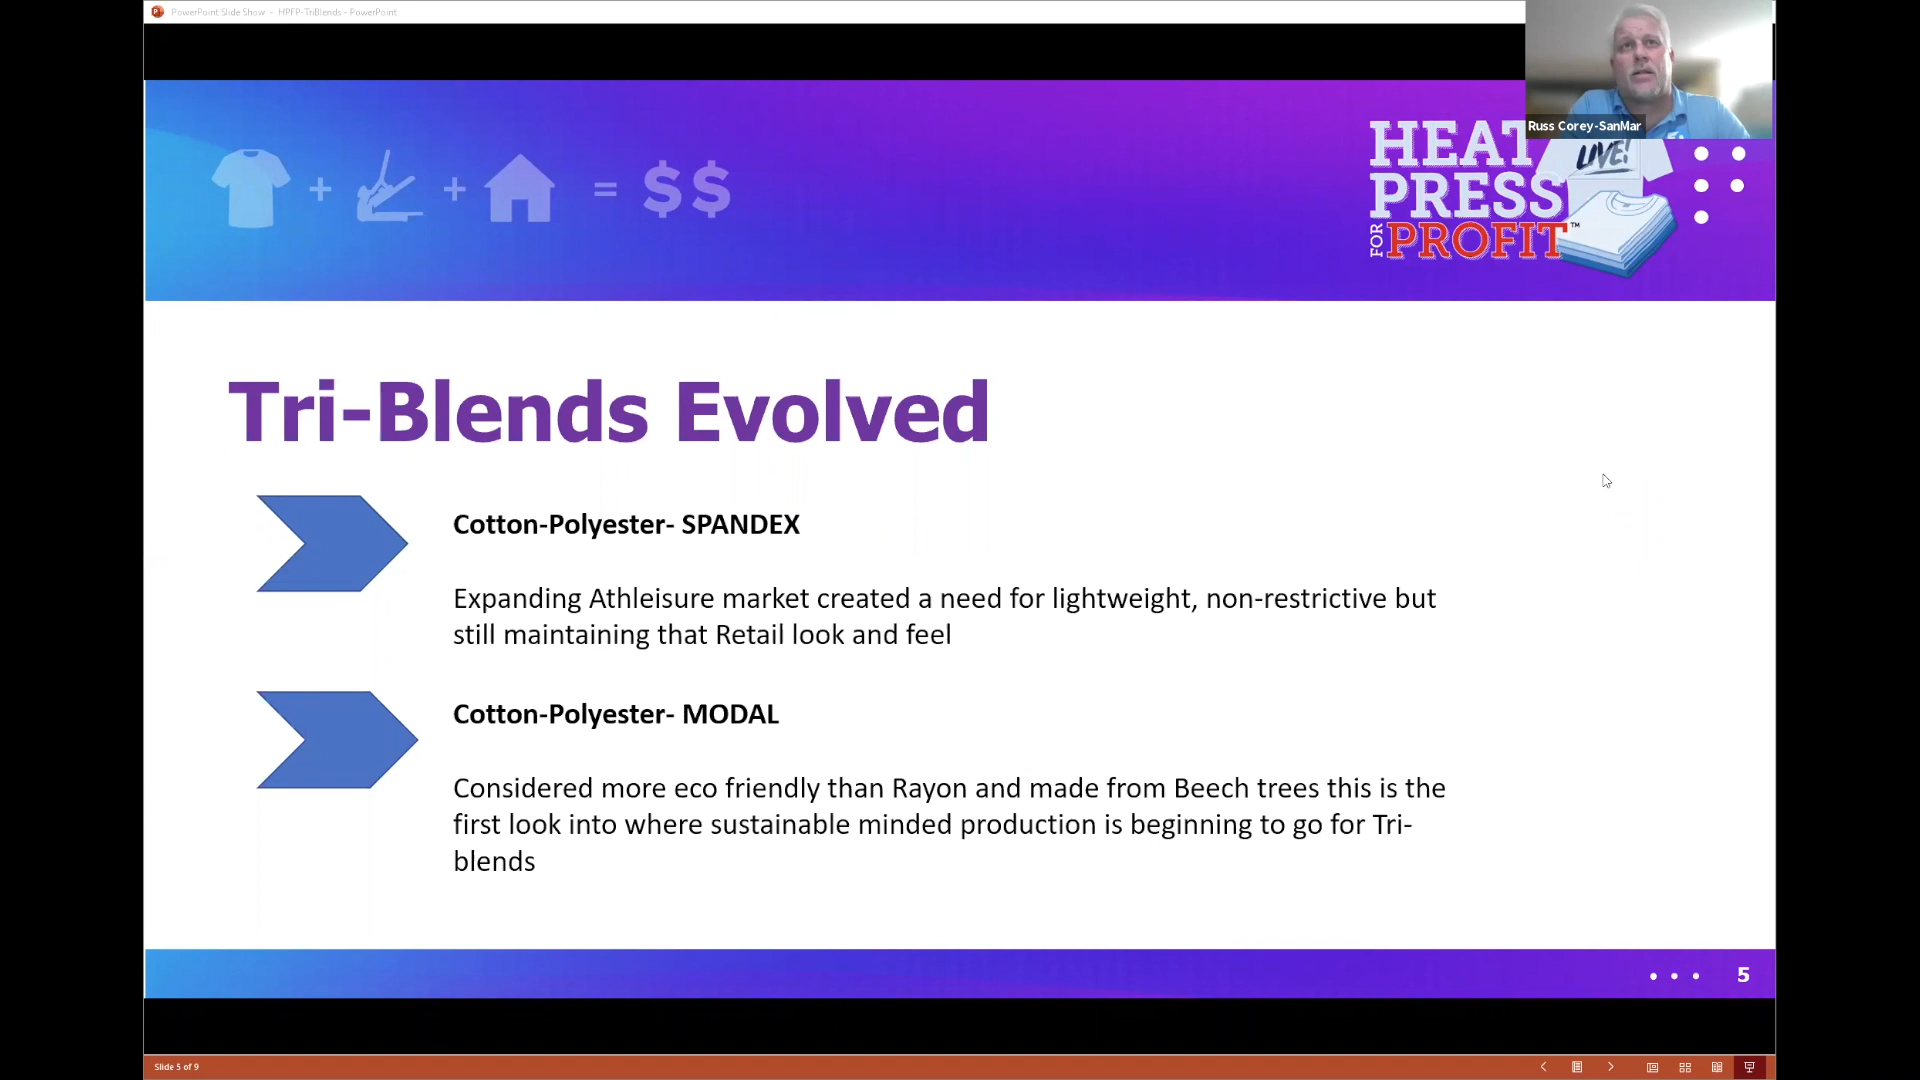 PowerPoint Slide Show - HPFP-TriBlends - PowerPoint
Russ Corey-SanMar
+ + = $$
HEAT
LIVE!
PRESS
FOR PROFIT™
Tri-Blends Evolved
Cotton-Polyester- SPANDEX
Expanding Athleisure market created a need for lightweight, non-restrictive but
still maintaining that Retail look and feel
Cotton-Polyester- MODAL
Considered more eco friendly than Rayon and made from Beech trees this is the
first look into where sustainable minded production is beginning to go for Tri-
blends
5
Slide 5 of 9